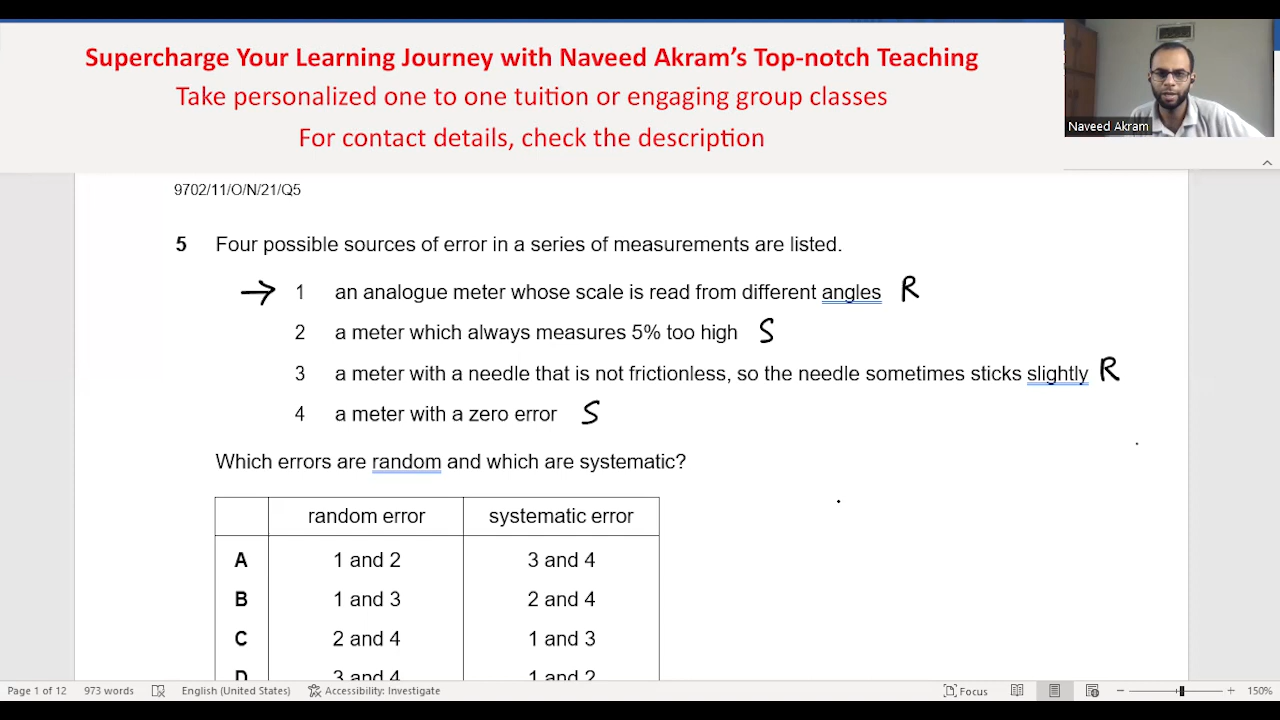 Supercharge Your Learning Journey with Naveed Akram's Top-notch Teaching
Take personalized one to one tuition or engaging group classes
For contact details, check the description
Naveed Akram
9702/11/O/N/21/Q5
5 Four possible sources of error in a series of measurements are listed.
→ 1 an analogue meter whose scale is read from different angles R
2 a meter which always measures 5% too high S
3 a meter with a needle that is not frictionless, so the needle sometimes sticks slightly R
4 a meter with a zero error S
Which errors are random and which are systematic?
random error systematic error
A 1 and 2 3 and 4
B 1 and 3 2 and 4
C 2 and 4 1 and 3
D 3 and 4 1 and 2
Page 1 of 12 973 words English (United States) Accessibility: Investigate Focus 150%